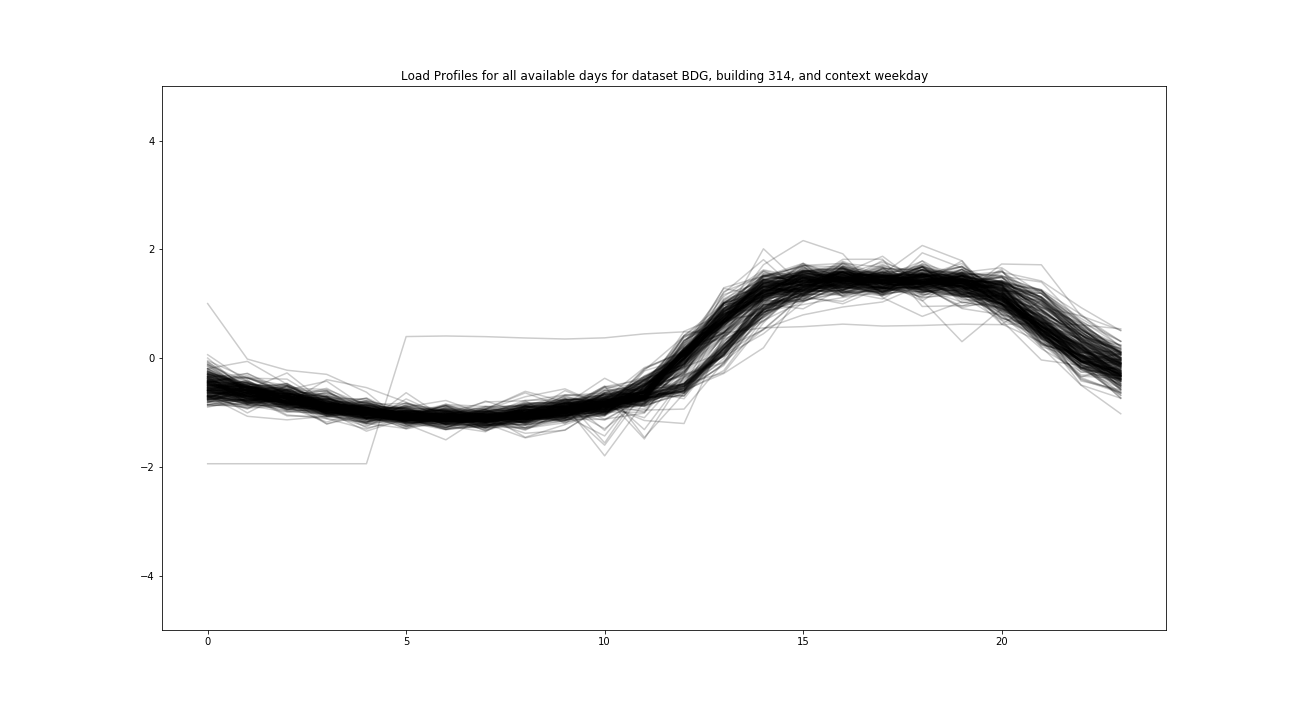 Load Profiles for all available days for dataset BDG, building 314, and context weekday
4
2
0
−2
−4
0 5 10 15 20